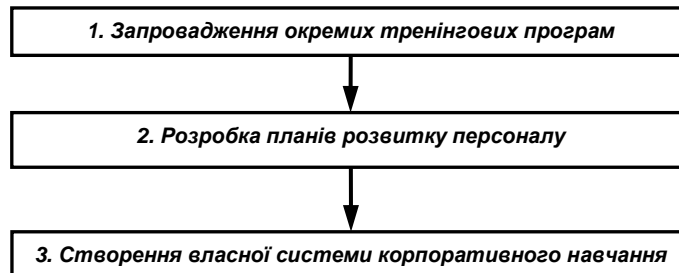 1. Запровадження окремих тренінгових програм
2. Розробка планів розвитку персоналу
3. Створення власної системи корпоративного навчання